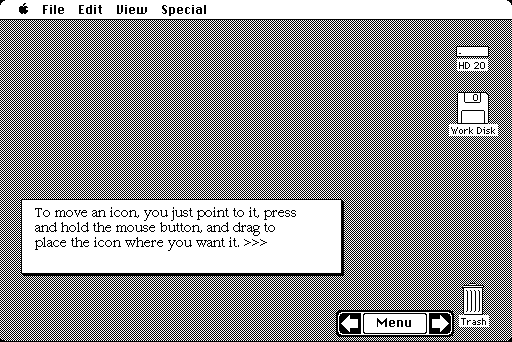 File Edit View Special
HD 20
Work Disk
To move an icon, you just point to it, press
and hold the mouse button, and drag to
place the icon where you want it. >>>
Menu
Trash